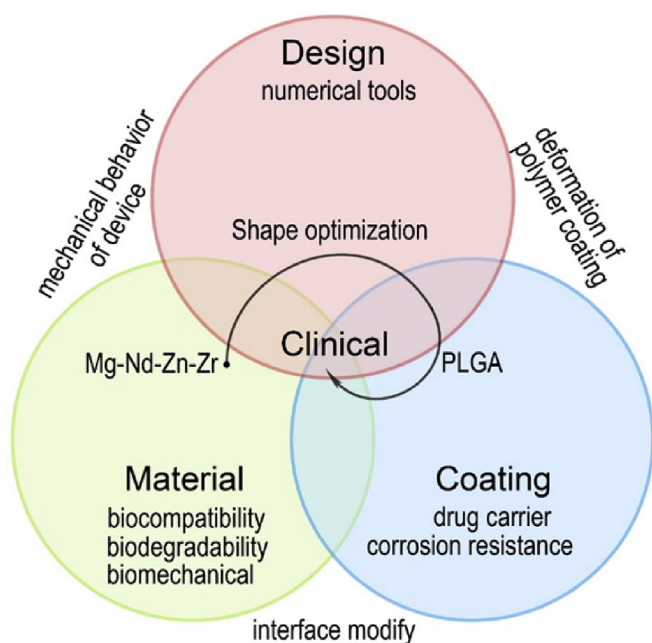 Design
numerical tools
mechanical behavior
of device
deformation of
polymer coating
Shape optimization
Clinical
Mg-Nd-Zn-Zr
PLGA
Material
biocompatibility
biodegradability
biomechanical
Coating
drug carrier
corrosion resistance
interface modify